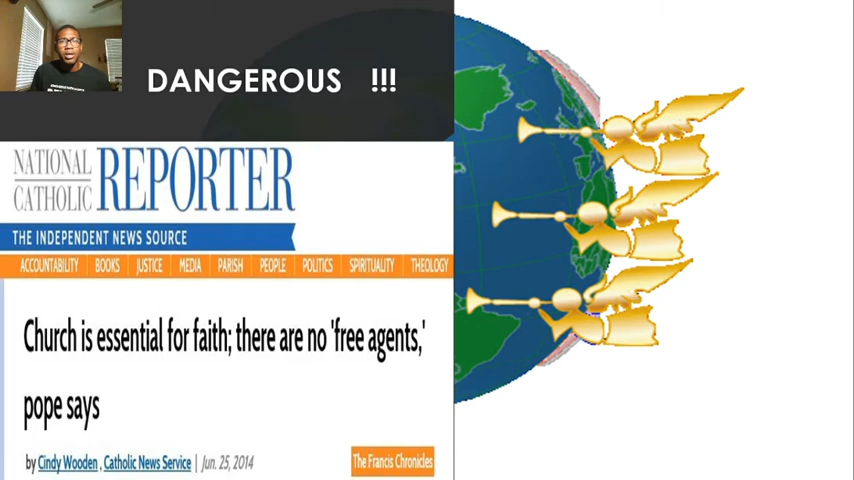 DANGEROUS !!!
NATIONAL CATHOLIC REPORTER
THE INDEPENDENT NEWS SOURCE
ACCOUNTABILITY BOOKS JUSTICE MEDIA PARISH PEOPLE POLITICS SPIRITUALITY THEOLOGY
Church is essential for faith; there are no 'free agents,'
pope says
by Cindy Wooden , Catholic News Service | Jun. 25, 2014
The Francis Chronicles